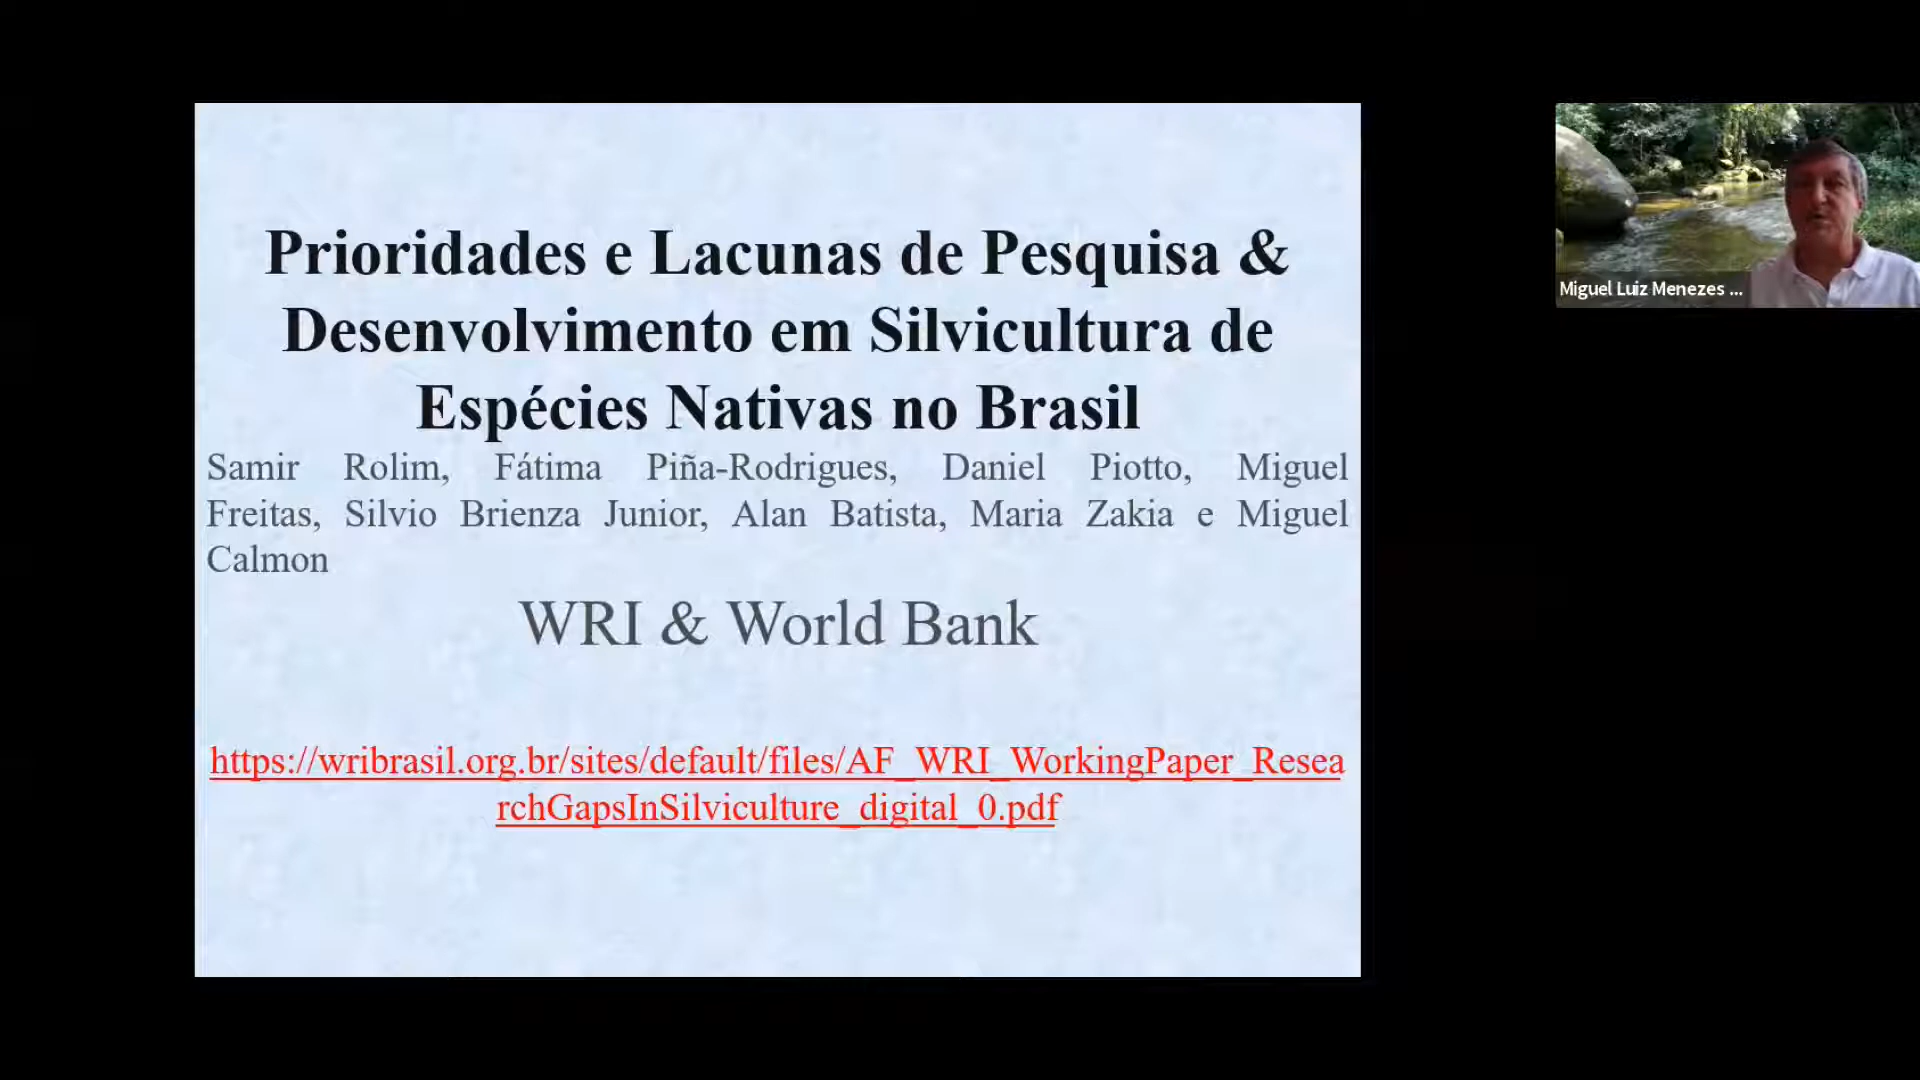 Prioridades e Lacunas de Pesquisa &
Desenvolvimento em Silvicultura de
Espécies Nativas no Brasil
Samir Rolim, Fátima Piña-Rodrigues, Daniel Piotto, Miguel
Freitas, Silvio Brienza Junior, Alan Batista, Maria Zakia e Miguel
Calmon
WRI & World Bank
https://wribrasil.org.br/sites/default/files/AF_WRI_WorkingPaper_Resea
rchGapsInSilviculture_digital_0.pdf
Miguel Luiz Menezes ...